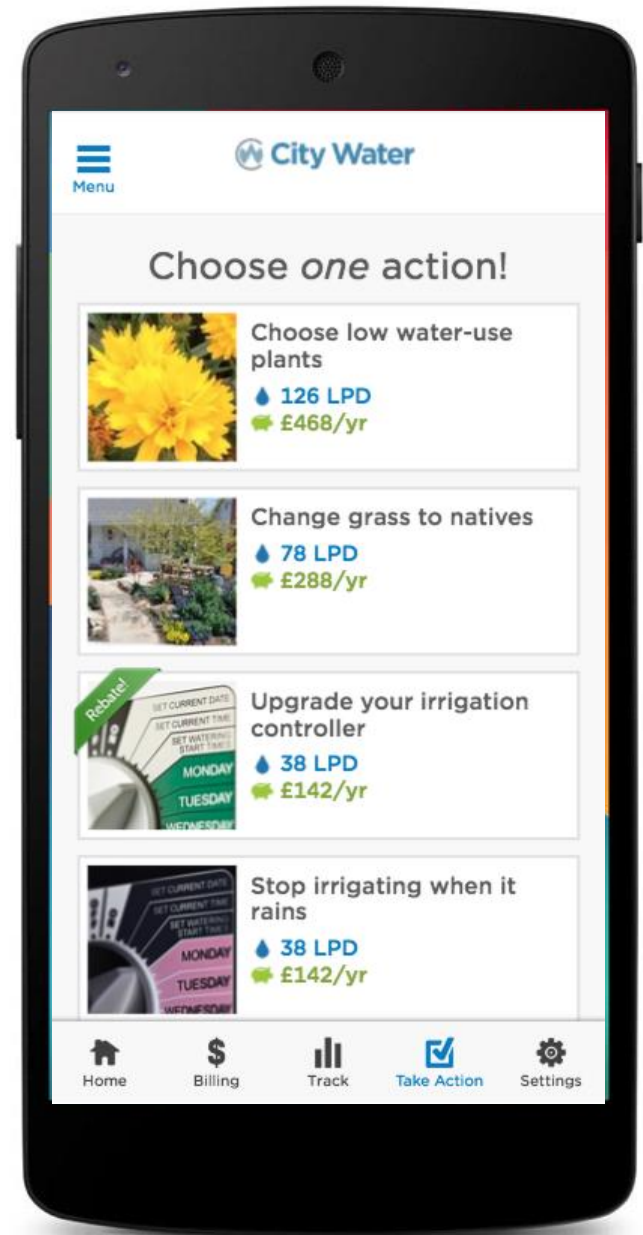 Menu
City Water
Choose one action!
Choose low water-use
plants
126 LPD
£468/yr
Change grass to natives
78 LPD
£288/yr
Rebate!
SET CURRENT DATE
SET CURRENT TIME
SET WATERING
START TIMES
MONDAY
TUESDAY
WEDNESDAY
Upgrade your irrigation
controller
38 LPD
£142/yr
SET CURRENT DATE
SET CURRENT TIME
SET WATERING
START TIMES
MONDAY
TUESDAY
WEDNESDAY
Stop irrigating when it
rains
38 LPD
£142/yr
Home
Billing
Track
Take Action
Settings